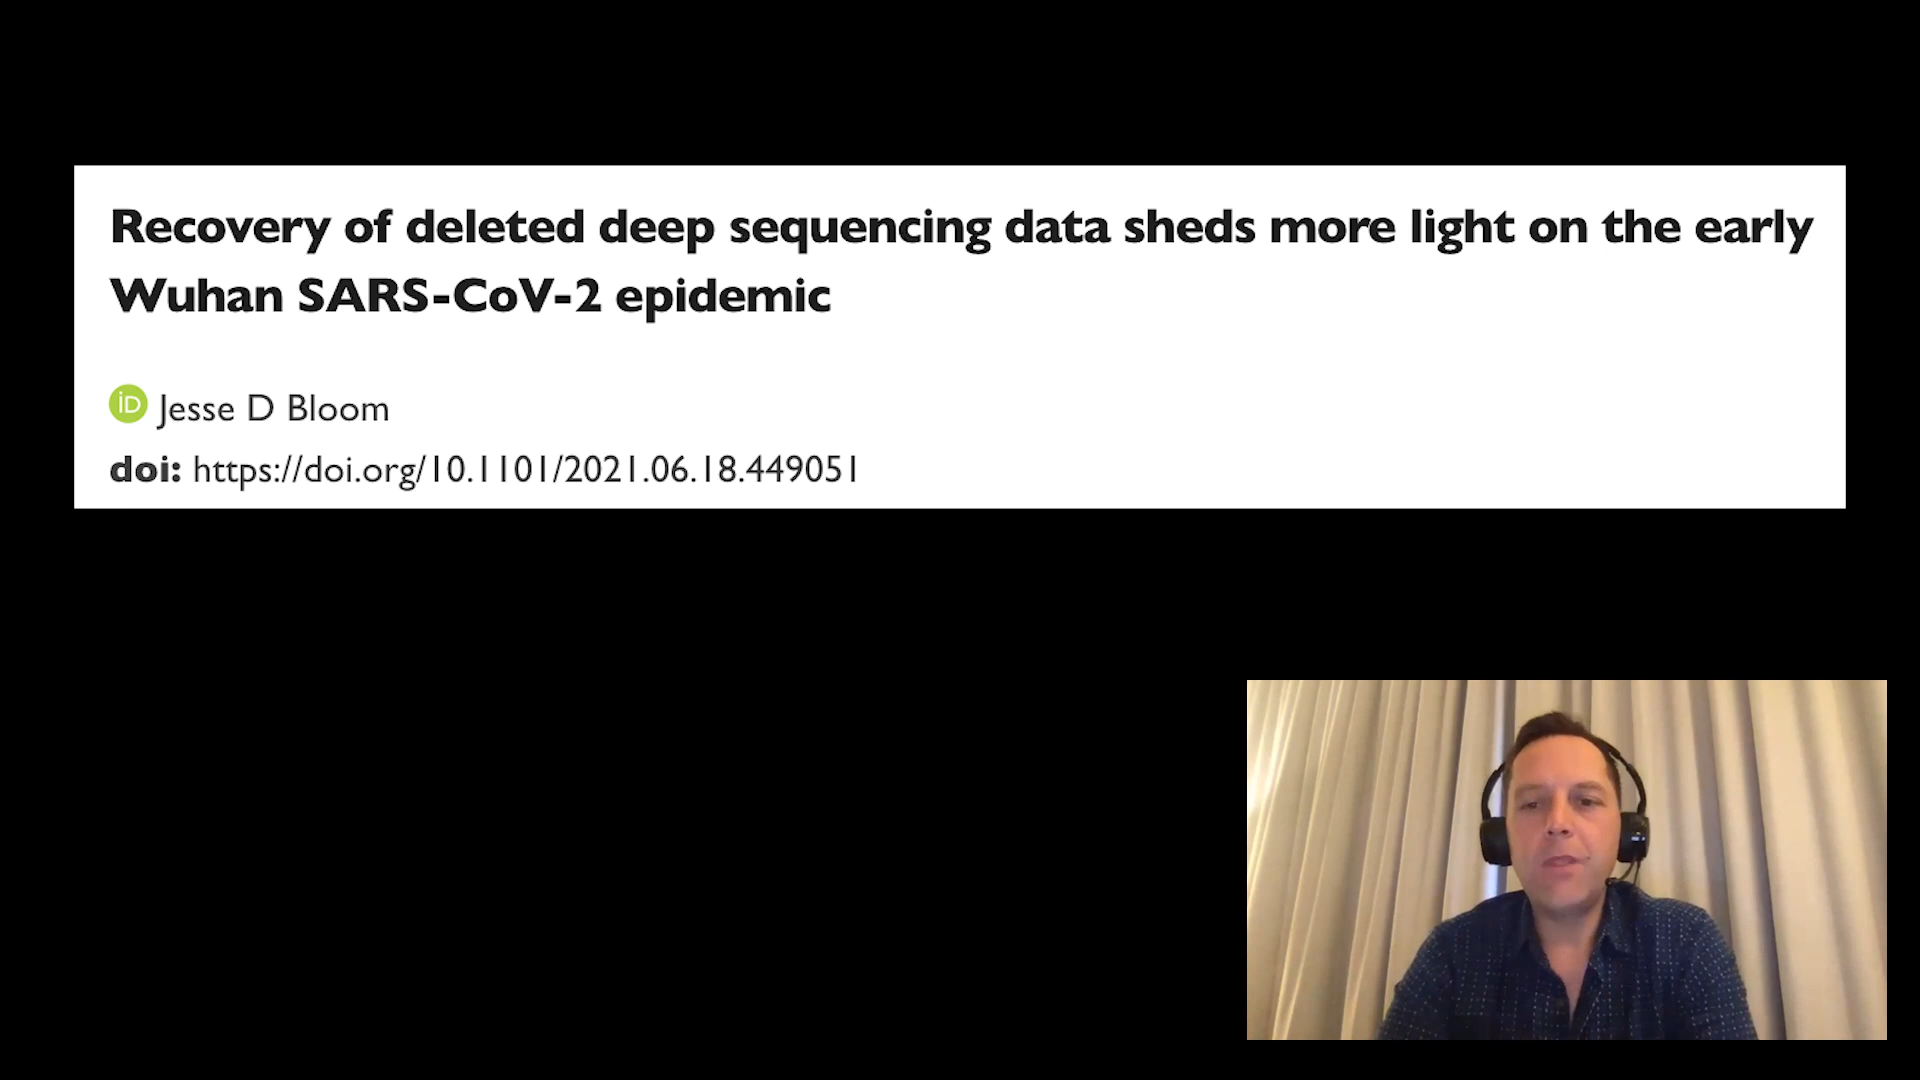 Recovery of deleted deep sequencing data sheds more light on the early
Wuhan SARS-CoV-2 epidemic
iD Jesse D Bloom
doi: https://doi.org/10.1101/2021.06.18.449051